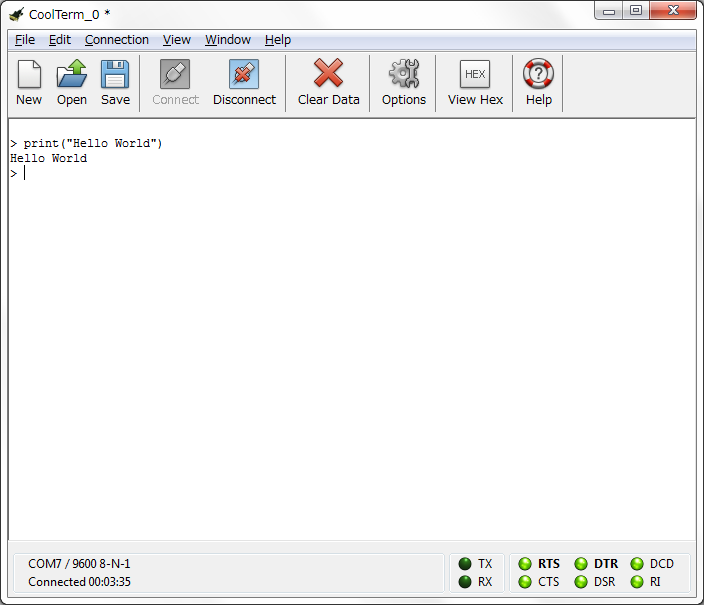 CoolTerm_0 *
File Edit Connection View Window Help
New Open Save Connect Disconnect Clear Data Options HEX View Hex ? Help
> print("Hello World")
Hello World
>
COM7 / 9600 8-N-1
Connected 00:03:35
TX RTS DTR DCD
RX CTS DSR RI